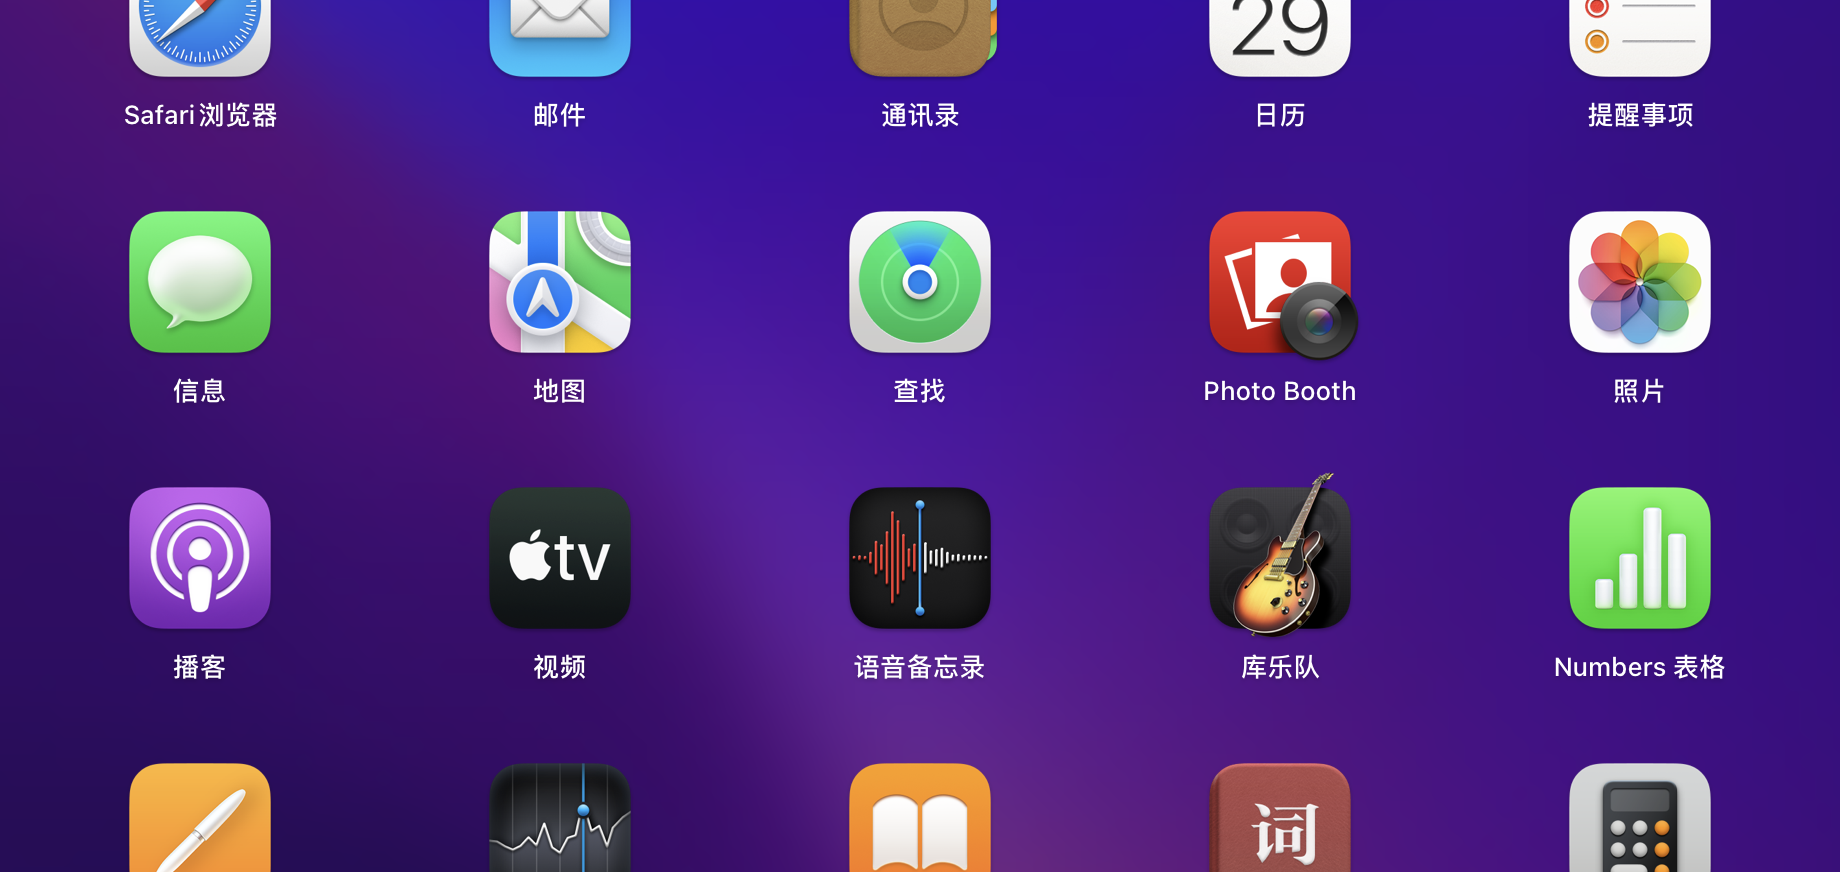 29
Safari浏览器
邮件
通讯录
日历
提醒事项
信息
地图
查找
Photo Booth
照片
tv
播客
视频
语音备忘录
库乐队
Numbers 表格
词